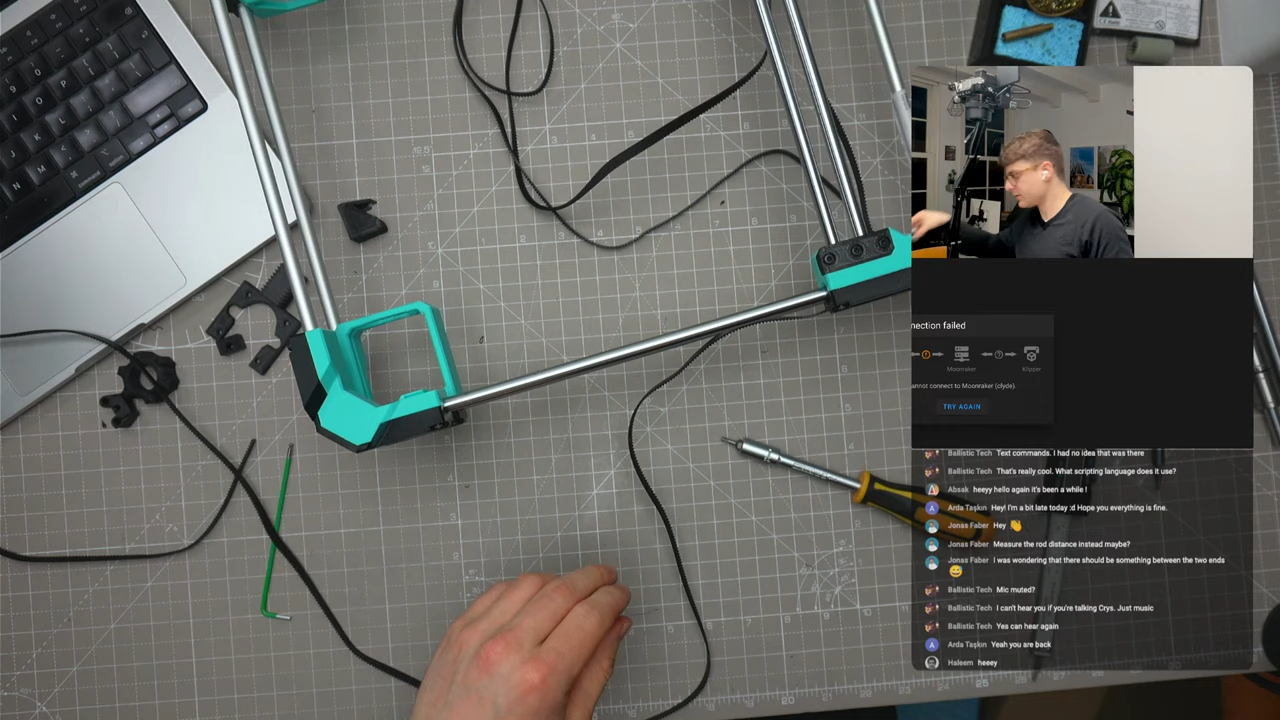 nection failed
Moonraker
Klipper
annot connect to Moonraker (clyde).
TRY AGAIN
Ballistic Tech Text commands. I had no idea that was there
Ballistic Tech That's really cool. What scripting language does it use?
Absak heeyy hello again it's been a while !
A Arda Taşkın Hey! I'm a bit late today :d Hope you everything is fine.
Jonas Faber Hey 👋
Jonas Faber Measure the rod distance instead maybe?
Jonas Faber I was wondering that there should be something between the two ends
😅
Ballistic Tech Mic muted?
Ballistic Tech I can't hear you if you're talking Crys. Just music
Ballistic Tech Yes can hear again
A Arda Taşkın Yeah you are back
Haleem heeey